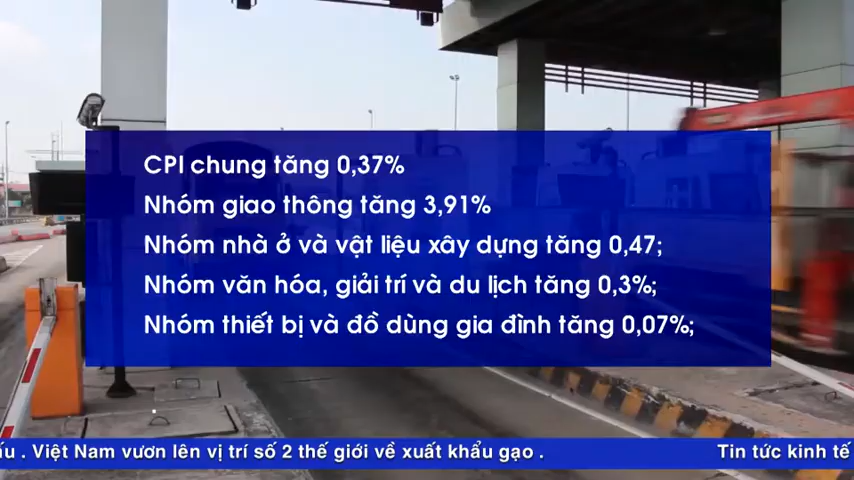 CPI chung tăng 0,37%
Nhóm giao thông tăng 3,91%
Nhóm nhà ở và vật liệu xây dựng tăng 0,47;
Nhóm văn hóa, giải trí và du lịch tăng 0,3%;
Nhóm thiết bị và đồ dùng gia đình tăng 0,07%;
. Việt Nam vươn lên vị trí số 2 thế giới về xuất khẩu gạo . Tin tức kinh tế